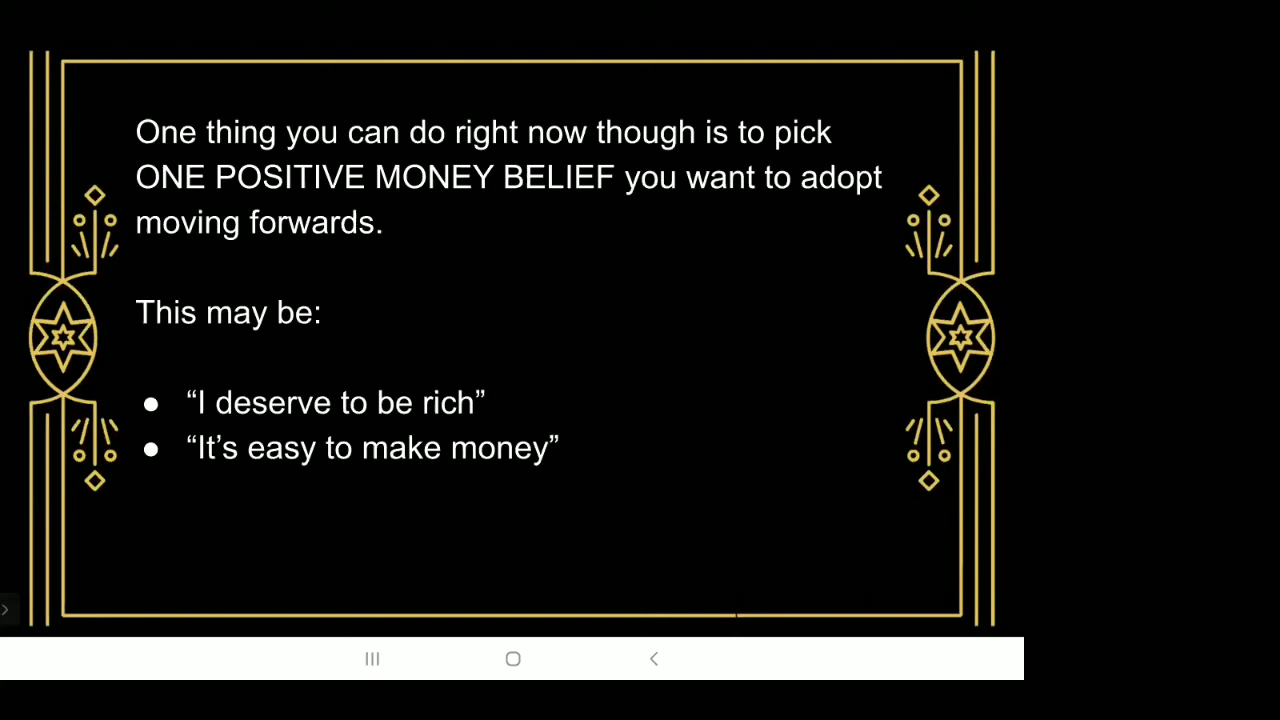 One thing you can do right now though is to pick
ONE POSITIVE MONEY BELIEF you want to adopt
moving forwards.
This may be:
● “I deserve to be rich”
● “It’s easy to make money”